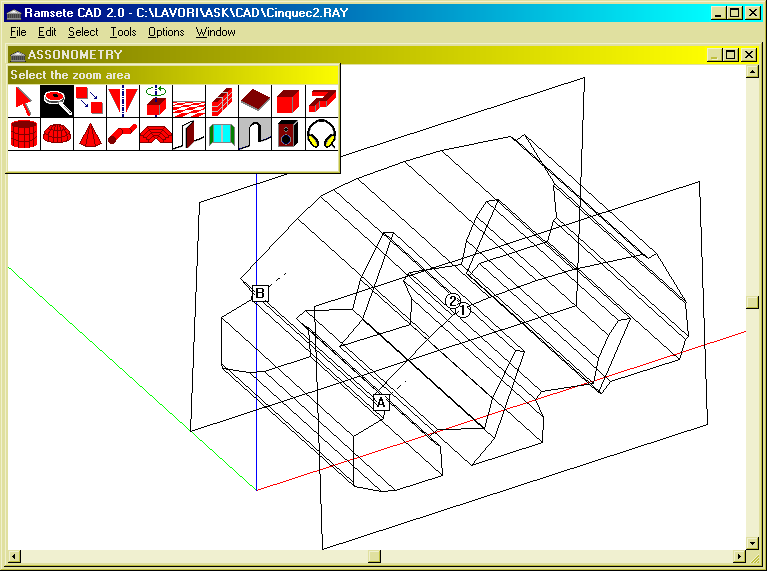 Ramsete CAD 2.0 - C:\LAVORI\ASK\CAD\Cinquec2.RAY
File Edit Select Tools Options Window
ASSONOMETRY
Select the zoom area
B
2
1
A